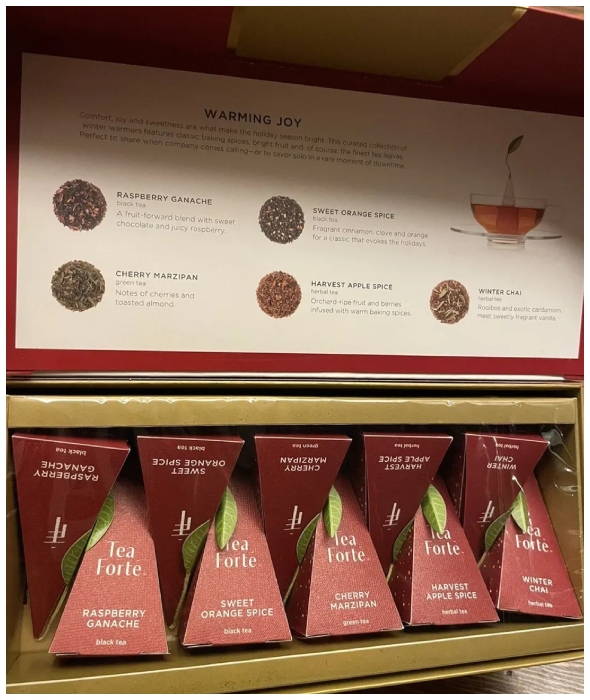 WARMING JOY
Comfort, joy and sweetness are what make the holiday season bright. This curated collection of
winter warmers features classic baking spices, bright fruit and, of course, the finest tea leaves.
Perfect to share when company comes calling—or to favor solo in a rare moment of downtime.
RASPBERRY GANACHE
black tea
A fruit-forward blend with sweet
chocolate and juicy raspberry.
SWEET ORANGE SPICE
black tea
Fragrant cinnamon, clove and orange
for a classic that evokes the holidays.
CHERRY MARZIPAN
green tea
Notes of cherries and
toasted almond.
HARVEST APPLE SPICE
herbal tea
Orchard-ripe fruit and berries
infused with warm baking spices.
WINTER CHAI
herbal tea
Rooibos and exotic cardamom,
meet sweetly fragrant vanilla.
RASPBERRY
GANACHE
black tea
SWEET
ORANGE SPICE
black tea
CHERRY
MARZIPAN
green tea
HARVEST
APPLE SPICE
herbal tea
WINTER
CHAI
herbal tea
Tea
Forte
RASPBERRY
GANACHE
black tea
Tea
Forte
SWEET
ORANGE SPICE
black tea
Tea
Forte
CHERRY
MARZIPAN
green tea
Tea
Forte
HARVEST
APPLE SPICE
herbal tea
Tea
Forte
WINTER
CHAI
herbal tea